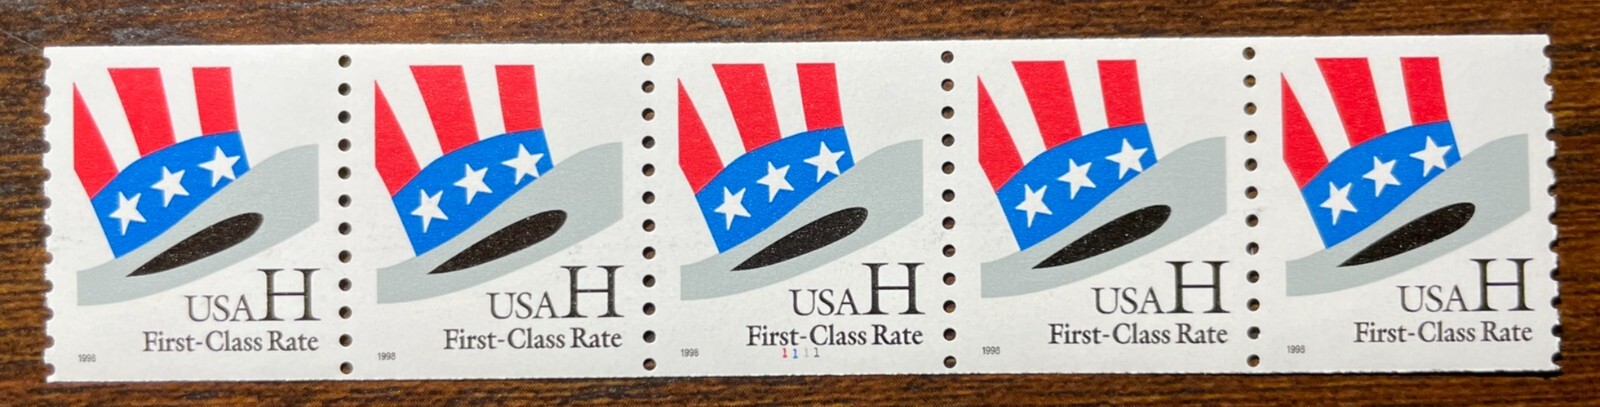 USA H
First-Class Rate
1998
USA H
First-Class Rate
1998
USA H
First-Class Rate
1998
1111
USA H
First-Class Rate
1998
USA H
First-Class Rate
1998